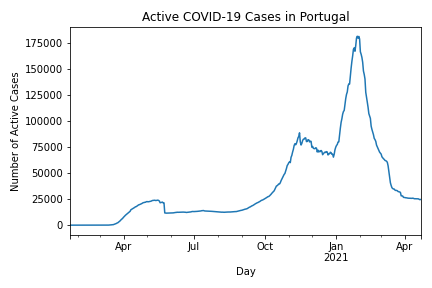 Active COVID-19 Cases in Portugal
Number of Active Cases
175000
150000
125000
100000
75000
50000
25000
0
Apr
Jul
Oct
Jan
2021
Apr
Day